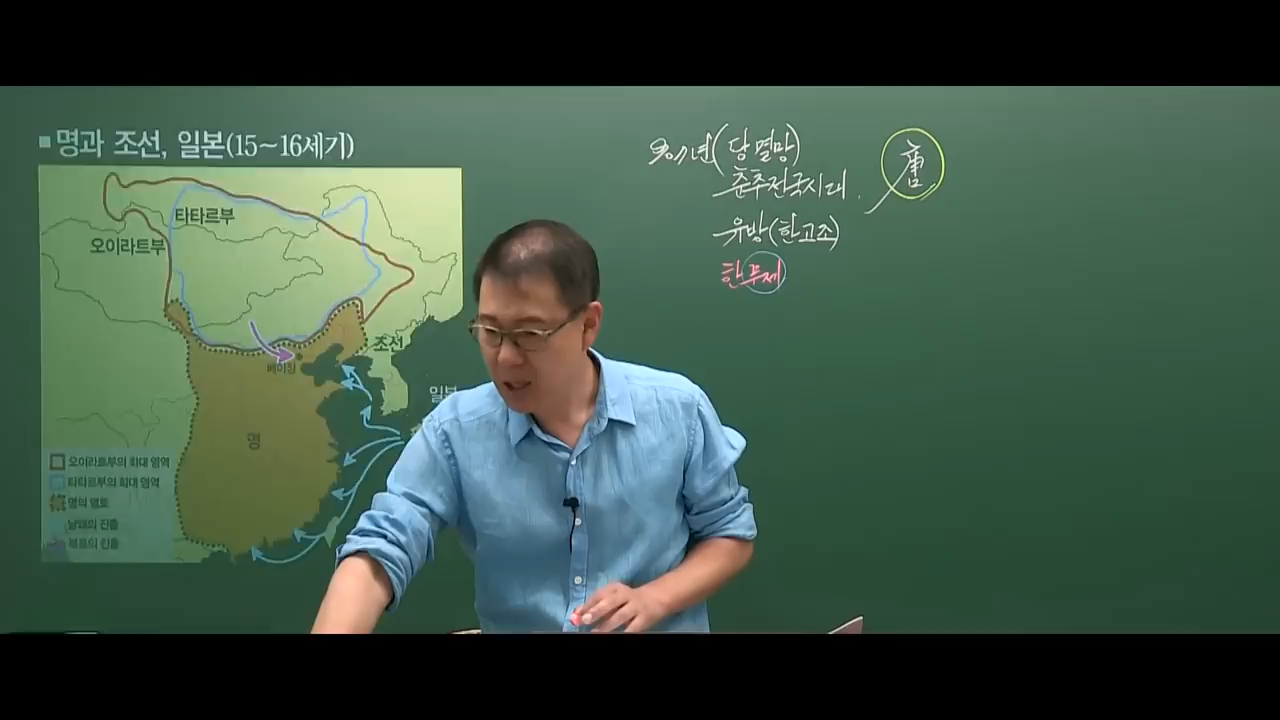 ■명과 조선, 일본(15~16세기)
타타르부
오이라트부
조선
베이징
일본
명
오이라트부의 최대 영역
타타르부의 최대 영역
명의 영토
남왜의 진출
북로의 진출
907년(당 멸망)
춘추전국시대.
유방(한고조)
한무제
唐